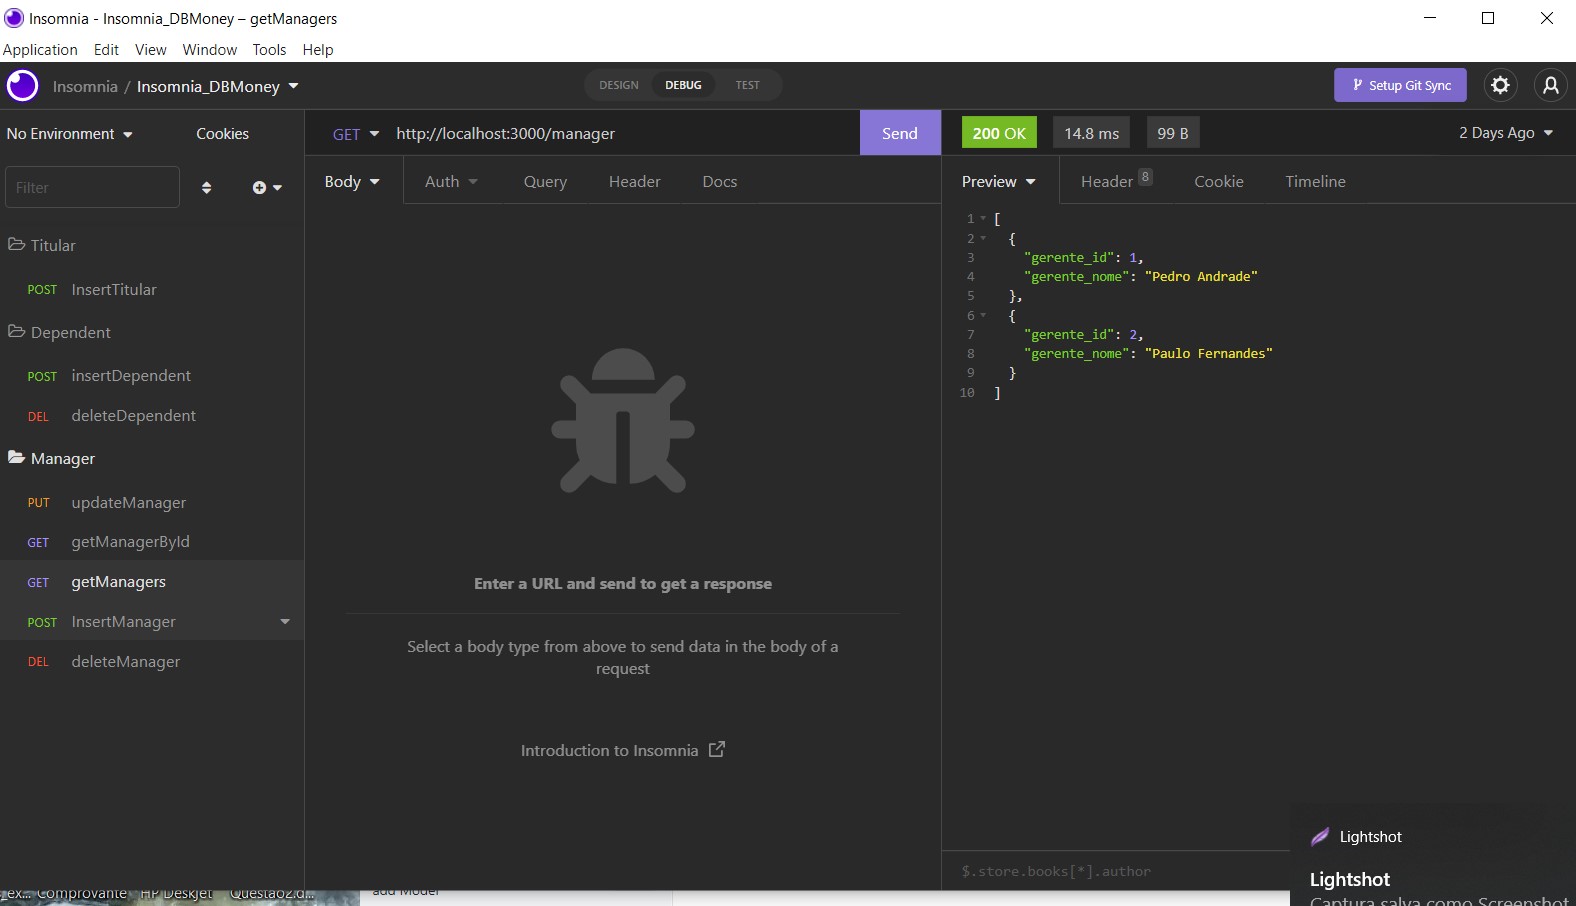 Insomnia - Insomnia_DBMoney – getManagers
Application Edit View Window Tools Help
Insomnia / Insomnia_DBMoney
DESIGN DEBUG TEST
Setup Git Sync
No Environment Cookies
Filter
Titular
POST InsertTitular
Dependent
POST insertDependent
DEL deleteDependent
Manager
PUT updateManager
GET getManagerById
GET getManagers
POST InsertManager
DEL deleteManager
GET http://localhost:3000/manager Send
Body Auth Query Header Docs
Enter a URL and send to get a response
Select a body type from above to send data in the body of a
request
Introduction to Insomnia
200 OK 14.8 ms 99 B 2 Days Ago
Preview Header 8 Cookie Timeline
1 [
2 {
3 "gerente_id": 1,
4 "gerente_nome": "Pedro Andrade"
5 },
6 {
7 "gerente_id": 2,
8 "gerente_nome": "Paulo Fernandes"
9 }
10 ]
$.store.books[*].author
Lightshot
Lightshot
Captura salva como Screenshot
ex... Comprovante HP Deskjet Questao2.d...
add Model